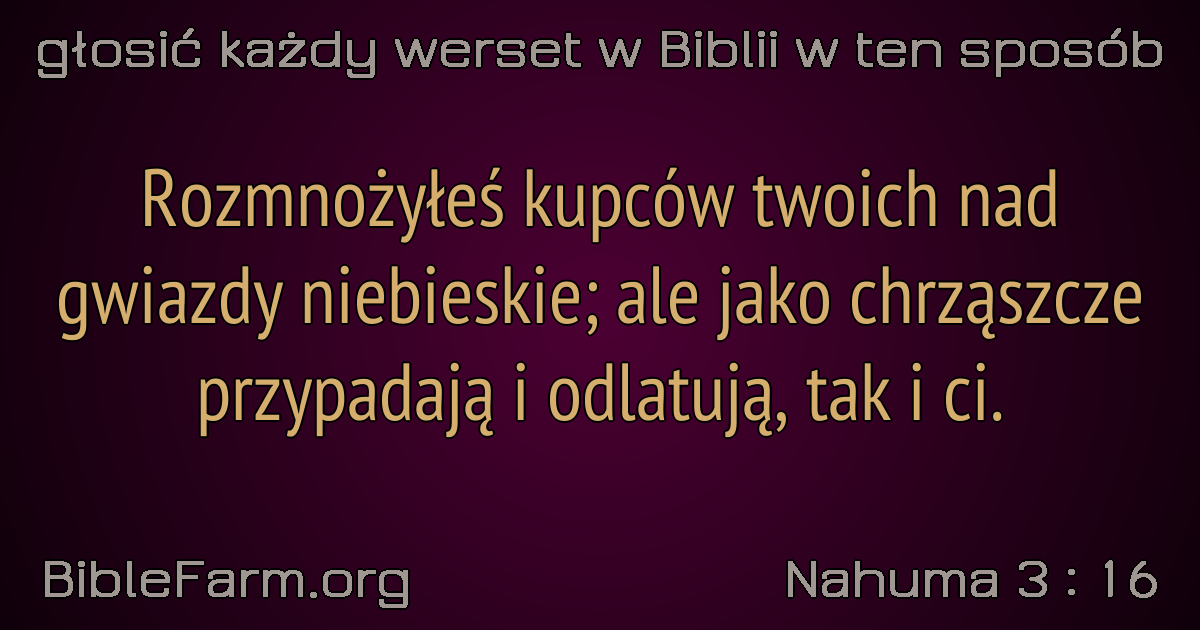 głosić każdy werset w Biblii w ten sposób
Rozmnożyłeś kupców twoich nad
gwiazdy niebieskie; ale jako chrząszcze
przypadają i odlatują, tak i ci.
BibleFarm.org
Nahuma 3 : 16